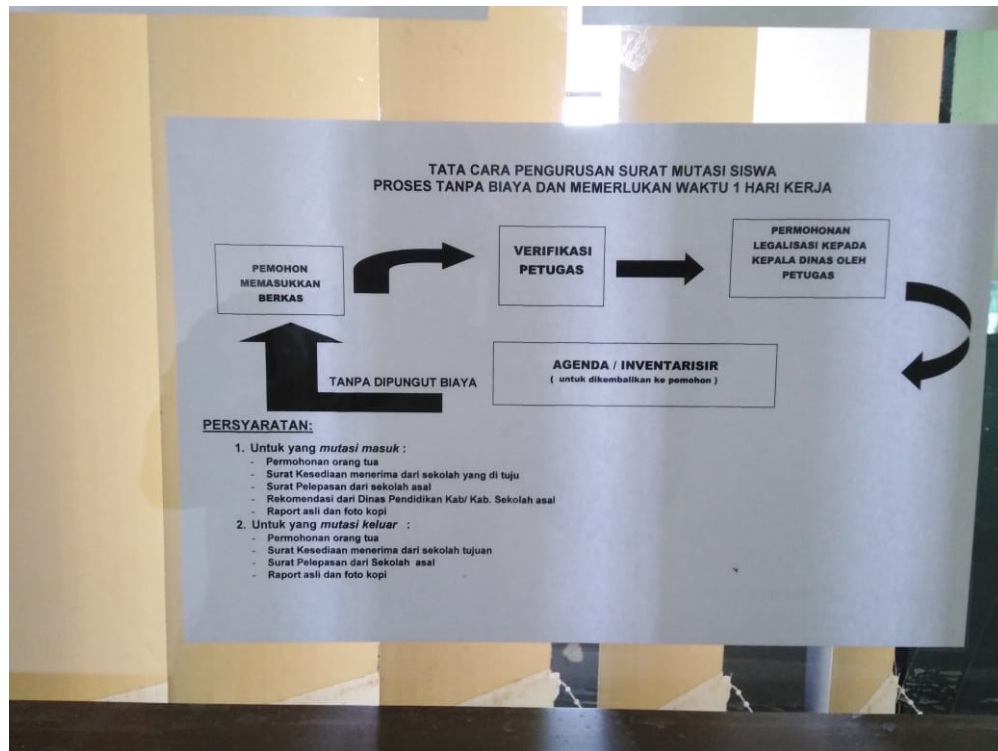 TATA CARA PENGURUSAN SURAT MUTASI SISWA
PROSES TANPA BIAYA DAN MEMERLUKAN WAKTU 1 HARI KERJA
PEMOHON
MEMASUKKAN
BERKAS
VERIFIKASI
PETUGAS
PERMOHONAN
LEGALISASI KEPADA
KEPALA DINAS OLEH
PETUGAS
AGENDA / INVENTARISIR
( untuk dikembalikan ke pemohon )
TANPA DIPUNGUT BIAYA
PERSYARATAN:
1. Untuk yang mutasi masuk :
- Permohonan orang tua
- Surat Kesediaan menerima dari sekolah yang di tuju
- Surat Pelepasan dari sekolah asal
- Rekomendasi dari Dinas Pendidikan Kab/ Kab. Sekolah asal
- Raport asli dan foto kopi
2. Untuk yang mutasi keluar :
- Permohonan orang tua
- Surat Kesediaan menerima dari sekolah tujuan
- Surat Pelepasan dari Sekolah asal
- Raport asli dan foto kopi